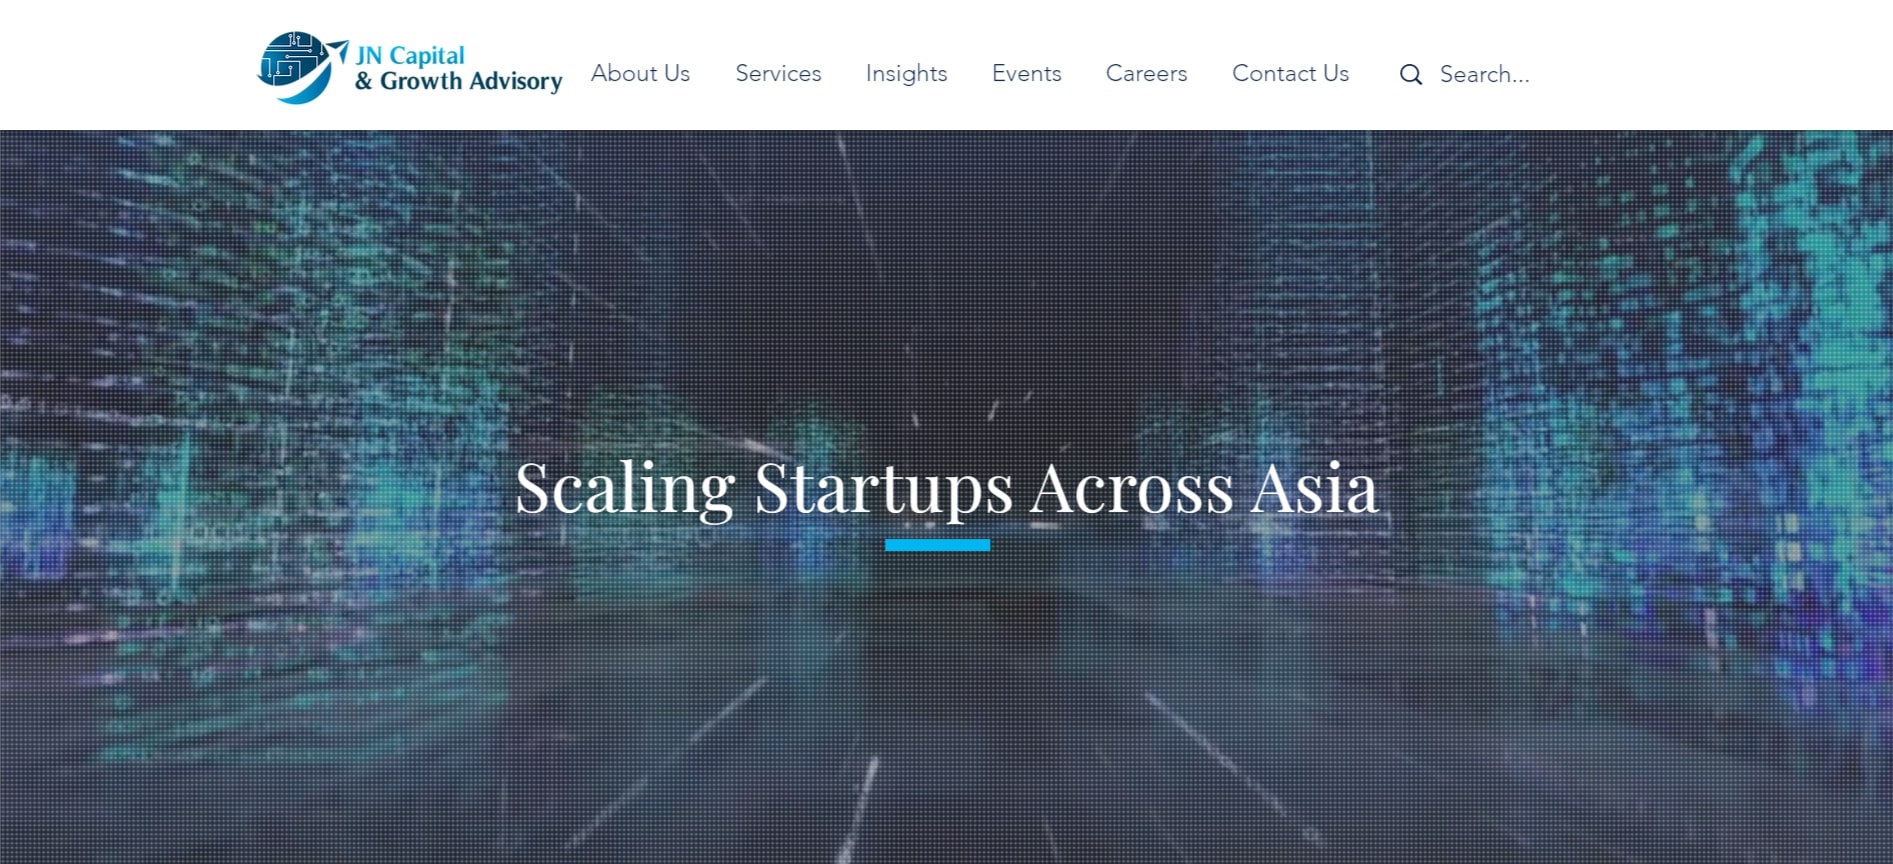 JN Capital
& Growth Advisory
About Us
Services
Insights
Events
Careers
Contact Us
Search...
Scaling Startups Across Asia